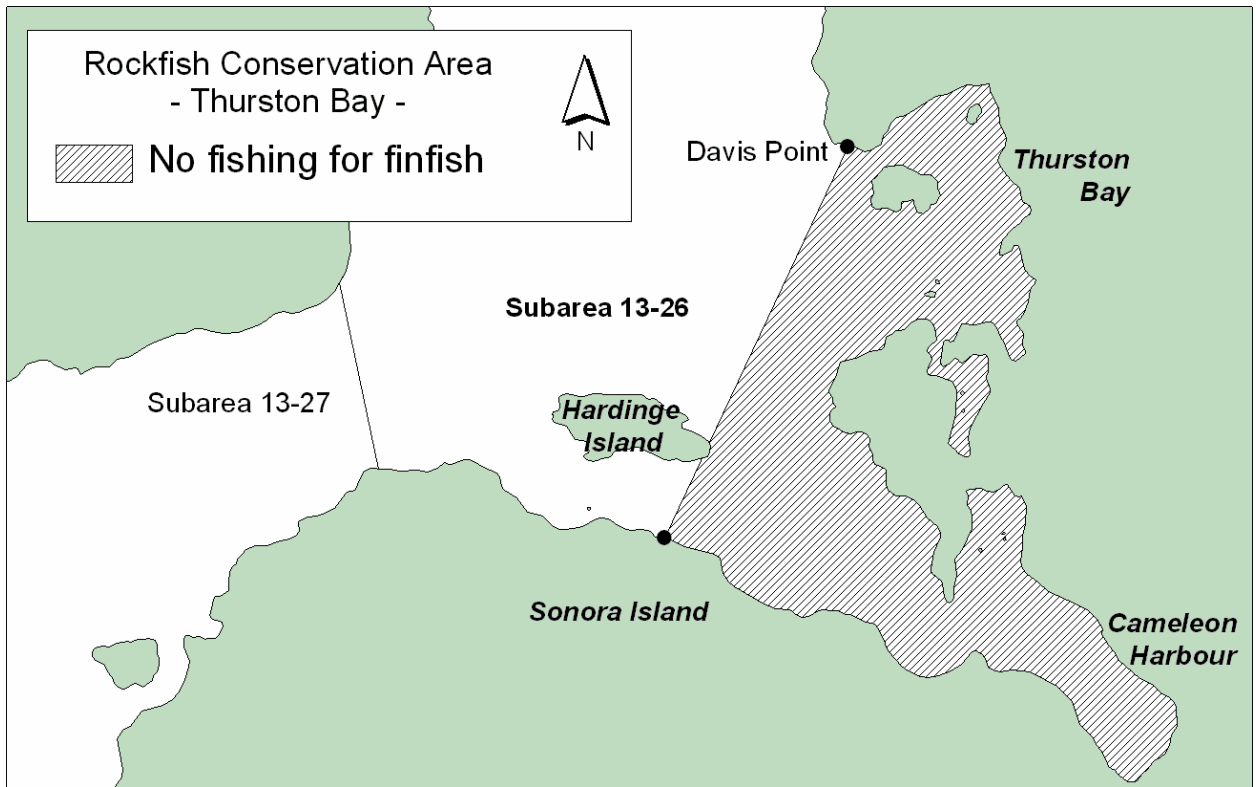 Rockfish Conservation Area
- Thurston Bay -
No fishing for finfish
N
Davis Point
Thurston
Bay
Subarea 13-26
Subarea 13-27
Hardinge
Island
Sonora Island
Cameleon
Harbour